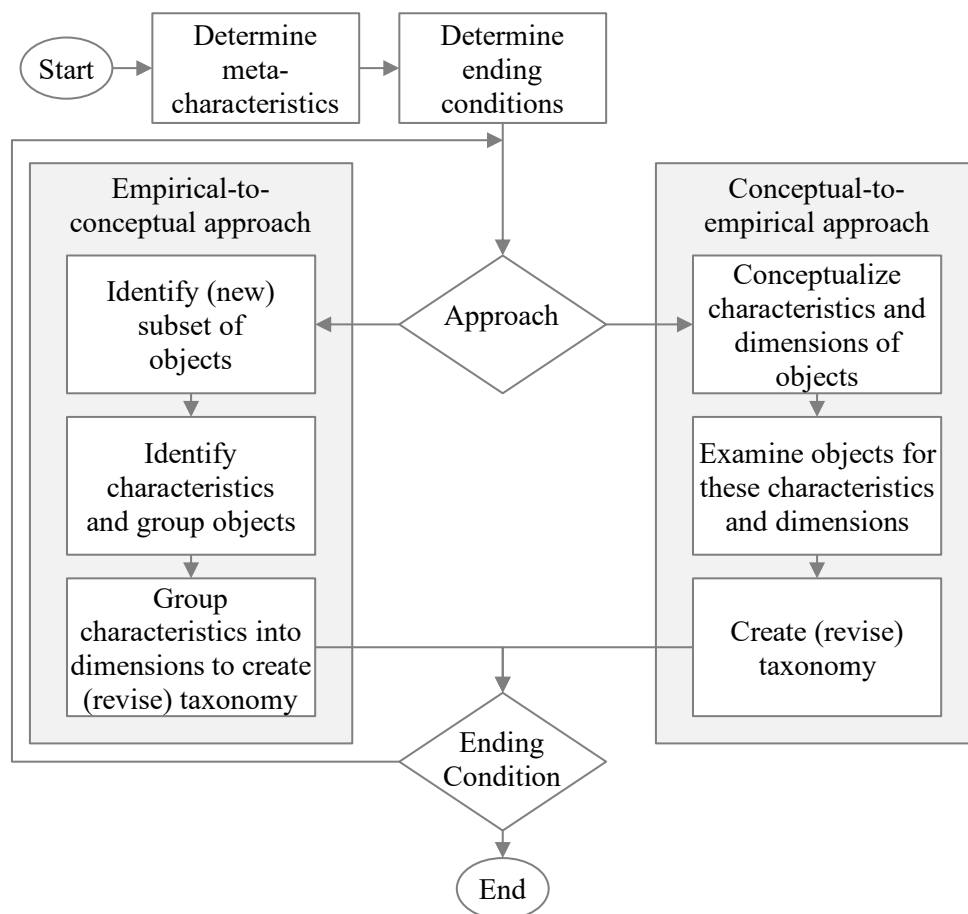 Start
Determine
meta-
characteristics
Determine
ending
conditions
Empirical-to-
conceptual approach
Identify (new)
subset of
objects
Identify
characteristics
and group objects
Group
characteristics into
dimensions to create
(revise) taxonomy
Approach
Conceptual-to-
empirical approach
Conceptualize
characteristics and
dimensions of
objects
Examine objects for
these characteristics
and dimensions
Create (revise)
taxonomy
Ending
Condition
End